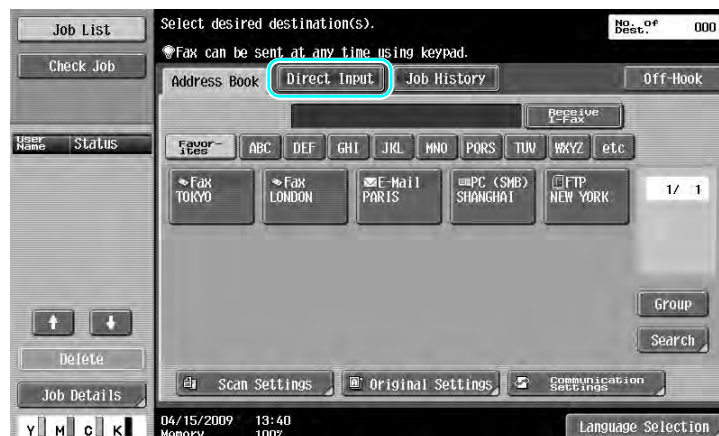 Job List
Check Job
User Name
Status
Delete
Job Details
Y M C K
Select desired destination(s).
Fax can be sent at any time using keypad.
No. of Dest. 000
Address Book
Direct Input
Job History
Off-Hook
Receive I-Fax
Favor-ites
ABC
DEF
GHI
JKL
MNO
PQRS
TUV
WXYZ
etc
Fax
TOKYO
Fax
LONDON
E-Mail
PARIS
PC (SMB)
SHANGHAI
FTP
NEW YORK
1/ 1
Group
Search
Scan Settings
Original Settings
Communication Settings
04/15/2009 13:40
Memory 100%
Language Selection